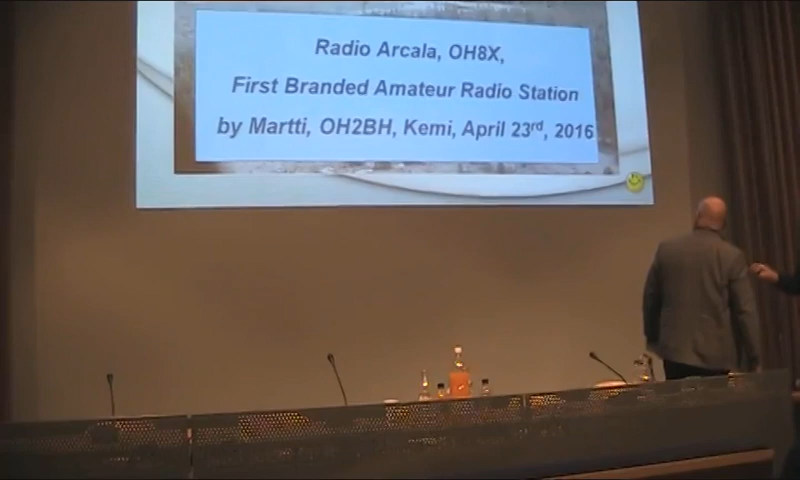 Radio Arcala, OH8X,
First Branded Amateur Radio Station
by Martti, OH2BH, Kemi, April 23rd, 2016